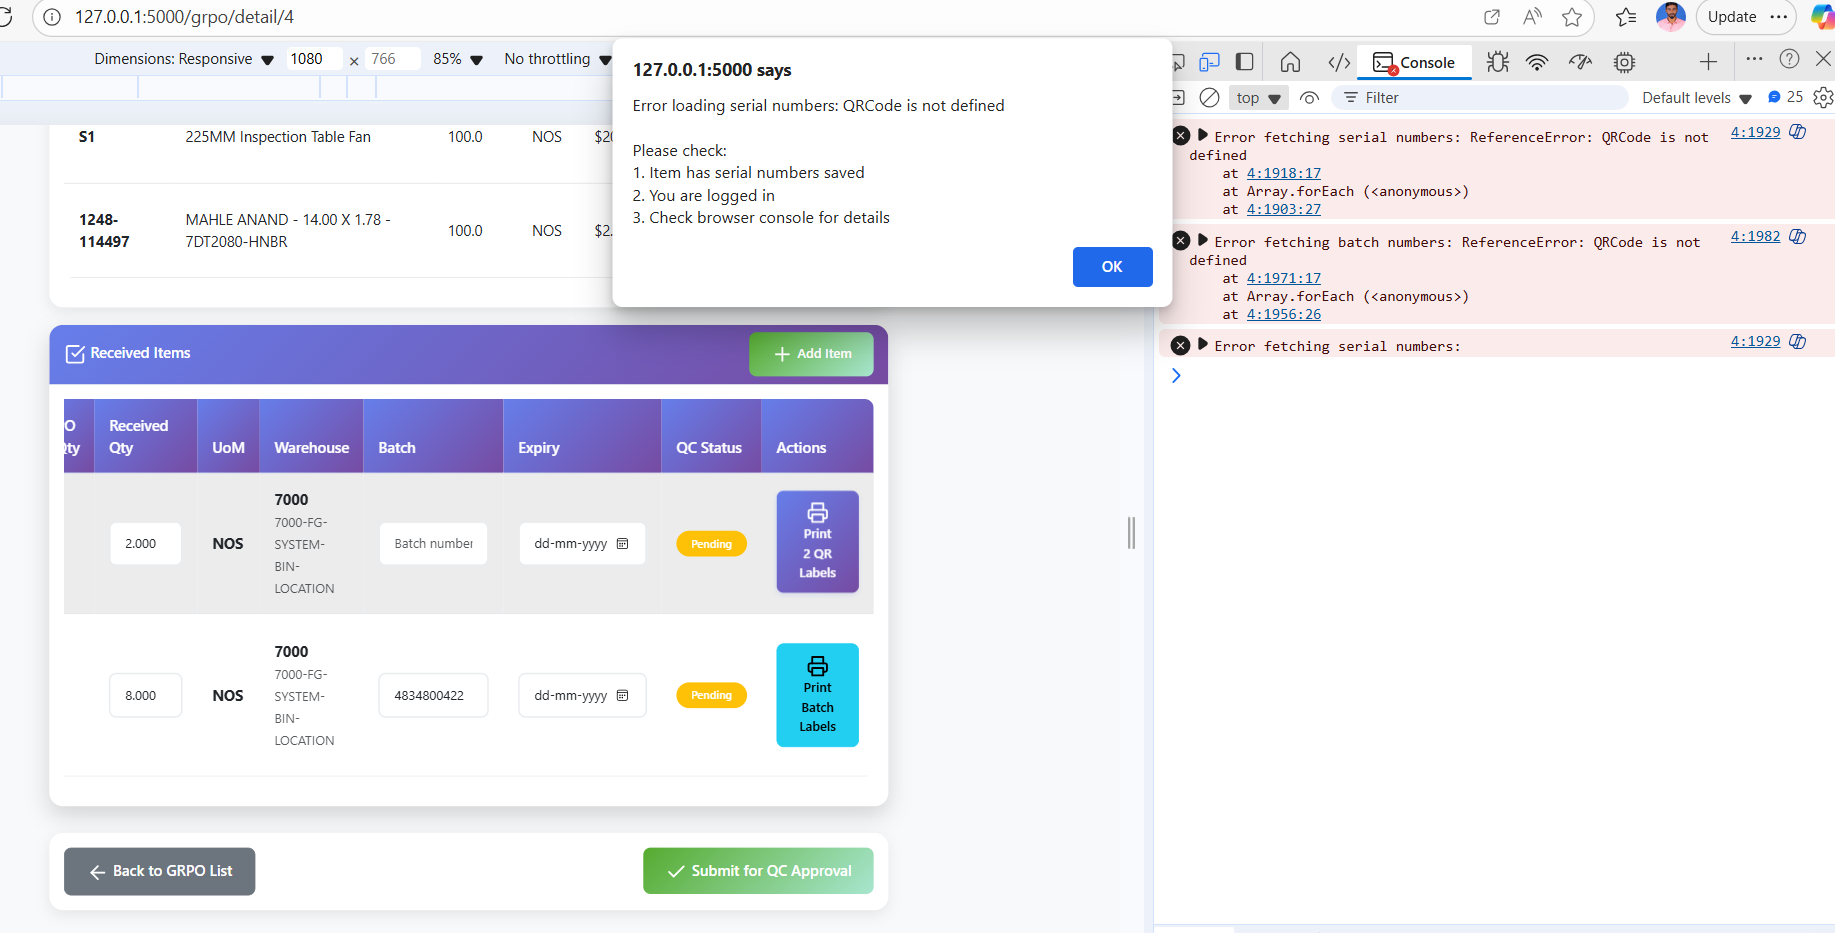 127.0.0.1:5000/grpo/detail/4
Update
Dimensions: Responsive
1080 × 766
85%
No throttling
127.0.0.1:5000 says
Error loading serial numbers: QRCode is not defined
Please check:
1. Item has serial numbers saved
2. You are logged in
3. Check browser console for details
OK
S1
225MM Inspection Table Fan
100.0
NOS
1248-
114497
MAHLE ANAND - 14.00 X 1.78 -
7DT2080-HNBR
100.0
NOS
$2.
Received Items
Add Item
Received
Qty
UoM
Warehouse
Batch
Expiry
QC Status
Actions
2.000
NOS
7000
7000-FG-
SYSTEM-
BIN-
LOCATION
Batch number
dd-mm-yyyy
Pending
Print
2 QR
Labels
8.000
NOS
7000
7000-FG-
SYSTEM-
BIN-
LOCATION
4834800422
dd-mm-yyyy
Pending
Print
Batch
Labels
Back to GRPO List
Submit for QC Approval
Console
top
Filter
Default levels
25
Error fetching serial numbers: ReferenceError: QRCode is not
defined
4:1929
at 4:1918:17
at Array.forEach (<anonymous>)
at 4:1903:27
Error fetching batch numbers: ReferenceError: QRCode is not
defined
4:1982
at 4:1971:17
at Array.forEach (<anonymous>)
at 4:1956:26
Error fetching serial numbers:
4:1929